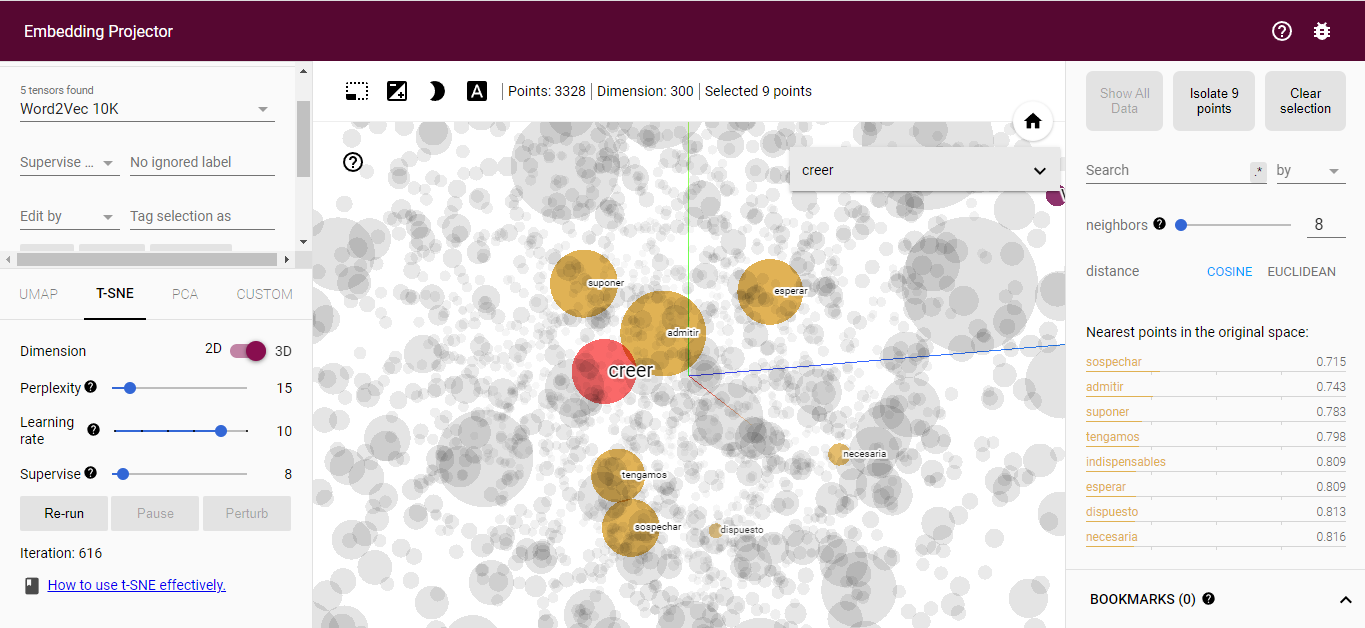 Embedding Projector
5 tensors found
Word2Vec 10K
Supervise ... No ignored label
Edit by Tag selection as
UMAP T-SNE PCA CUSTOM
Dimension 2D 3D
Perplexity ? 15
Learning rate ? 10
Supervise ? 8
Re-run Pause Perturb
Iteration: 616
How to use t-SNE effectively.
A | Points: 3328 | Dimension: 300 | Selected 9 points
?
creer
suponer
esperar
admitir
creer
necesaria
tengamos
sospechar
dispuesto
?
Show All Data
Isolate 9 points
Clear selection
Search .* by
neighbors ? 8
distance COSINE EUCLIDEAN
Nearest points in the original space:
sospechar 0.715
admitir 0.743
suponer 0.783
tengamos 0.798
indispensables 0.809
esperar 0.809
dispuesto 0.813
necesaria 0.816
BOOKMARKS (0) ?